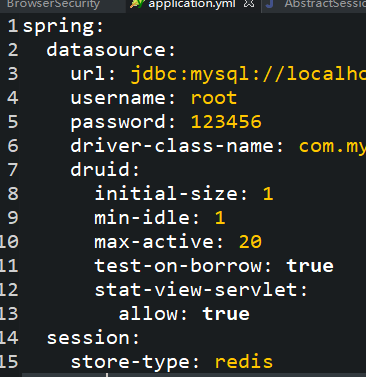 BrowserSecurity application.yml AbstractSessio
1 spring:
2 datasource:
3 url: jdbc:mysql://localho
4 username: root
5 password: 123456
6 driver-class-name: com.my
7 druid:
8 initial-size: 1
9 min-idle: 1
10 max-active: 20
11 test-on-borrow: true
12 stat-view-servlet:
13 allow: true
14 session:
15 store-type: redis